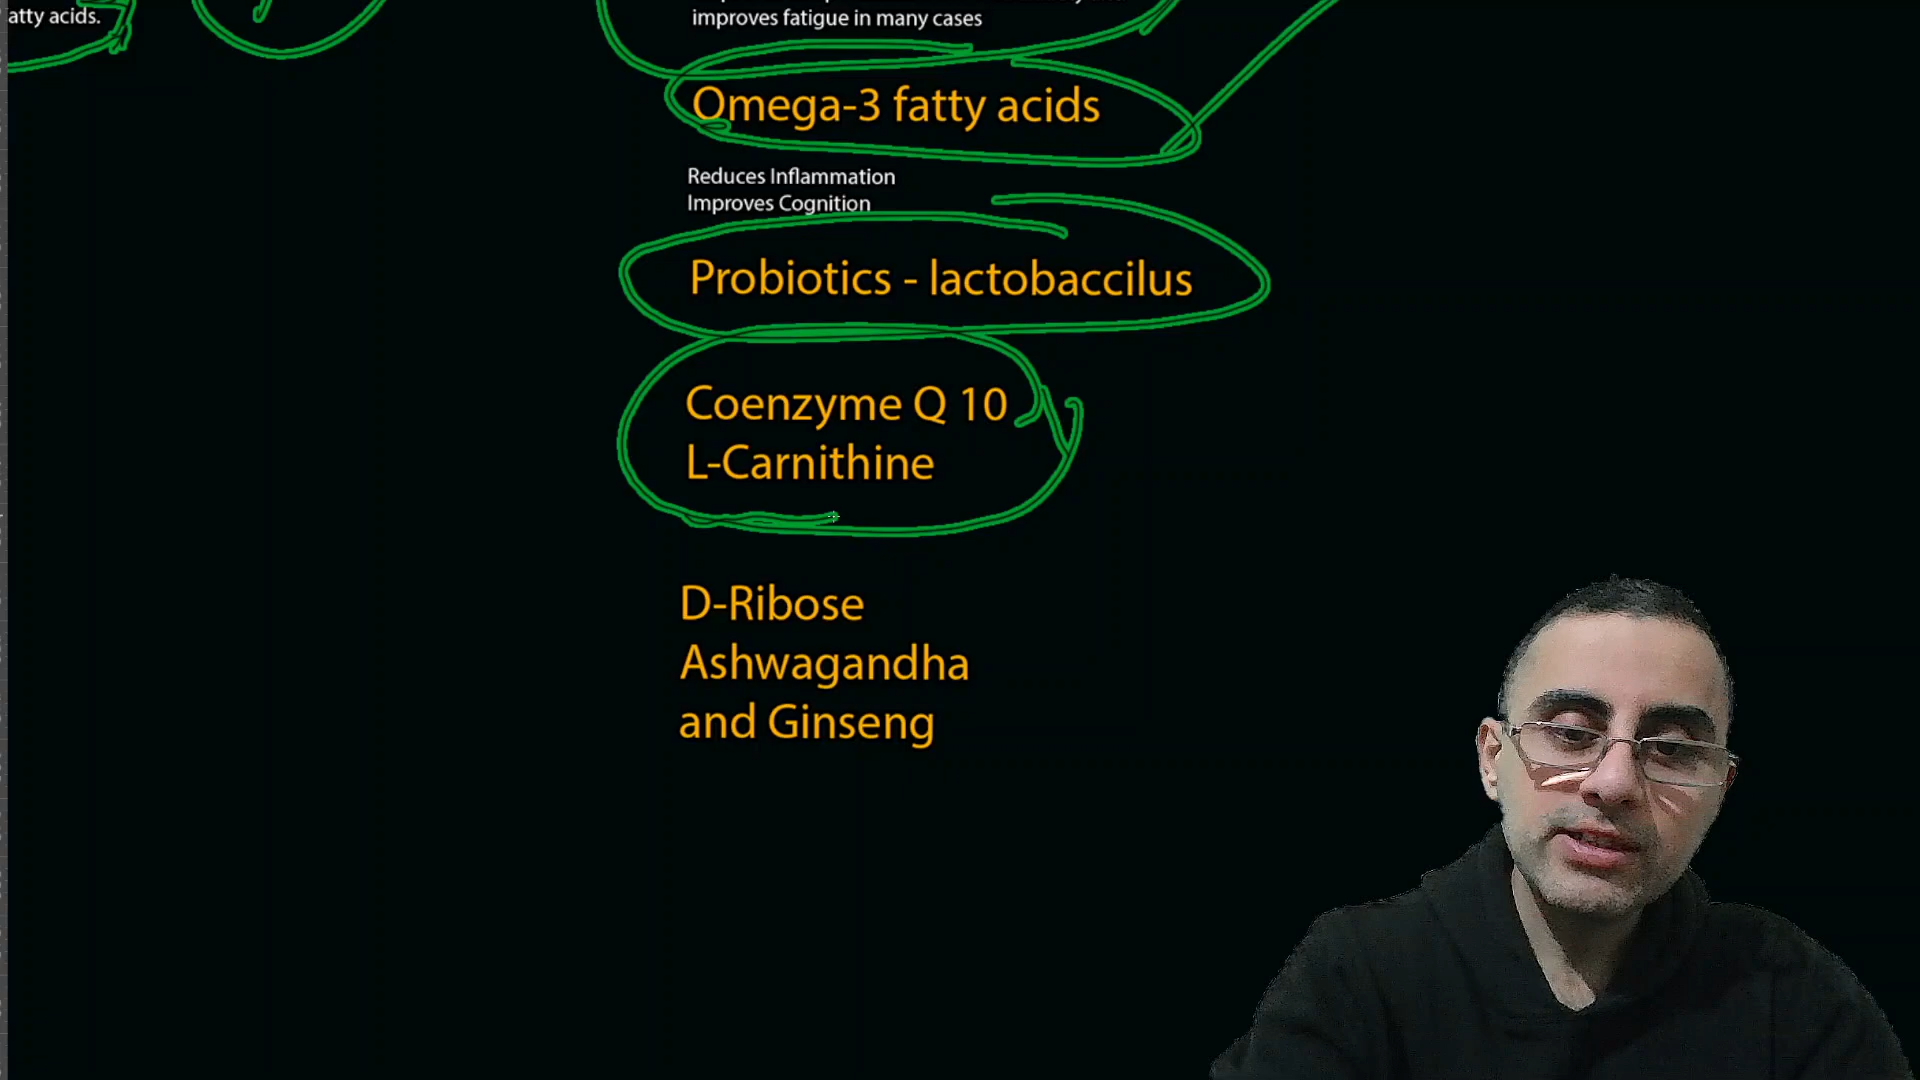 atty acids.
improves fatigue in many cases
Omega-3 fatty acids
Reduces Inflammation
Improves Cognition
Probiotics - lactobaccilus
Coenzyme Q 10
L-Carnithine
D-Ribose
Ashwagandha
and Ginseng